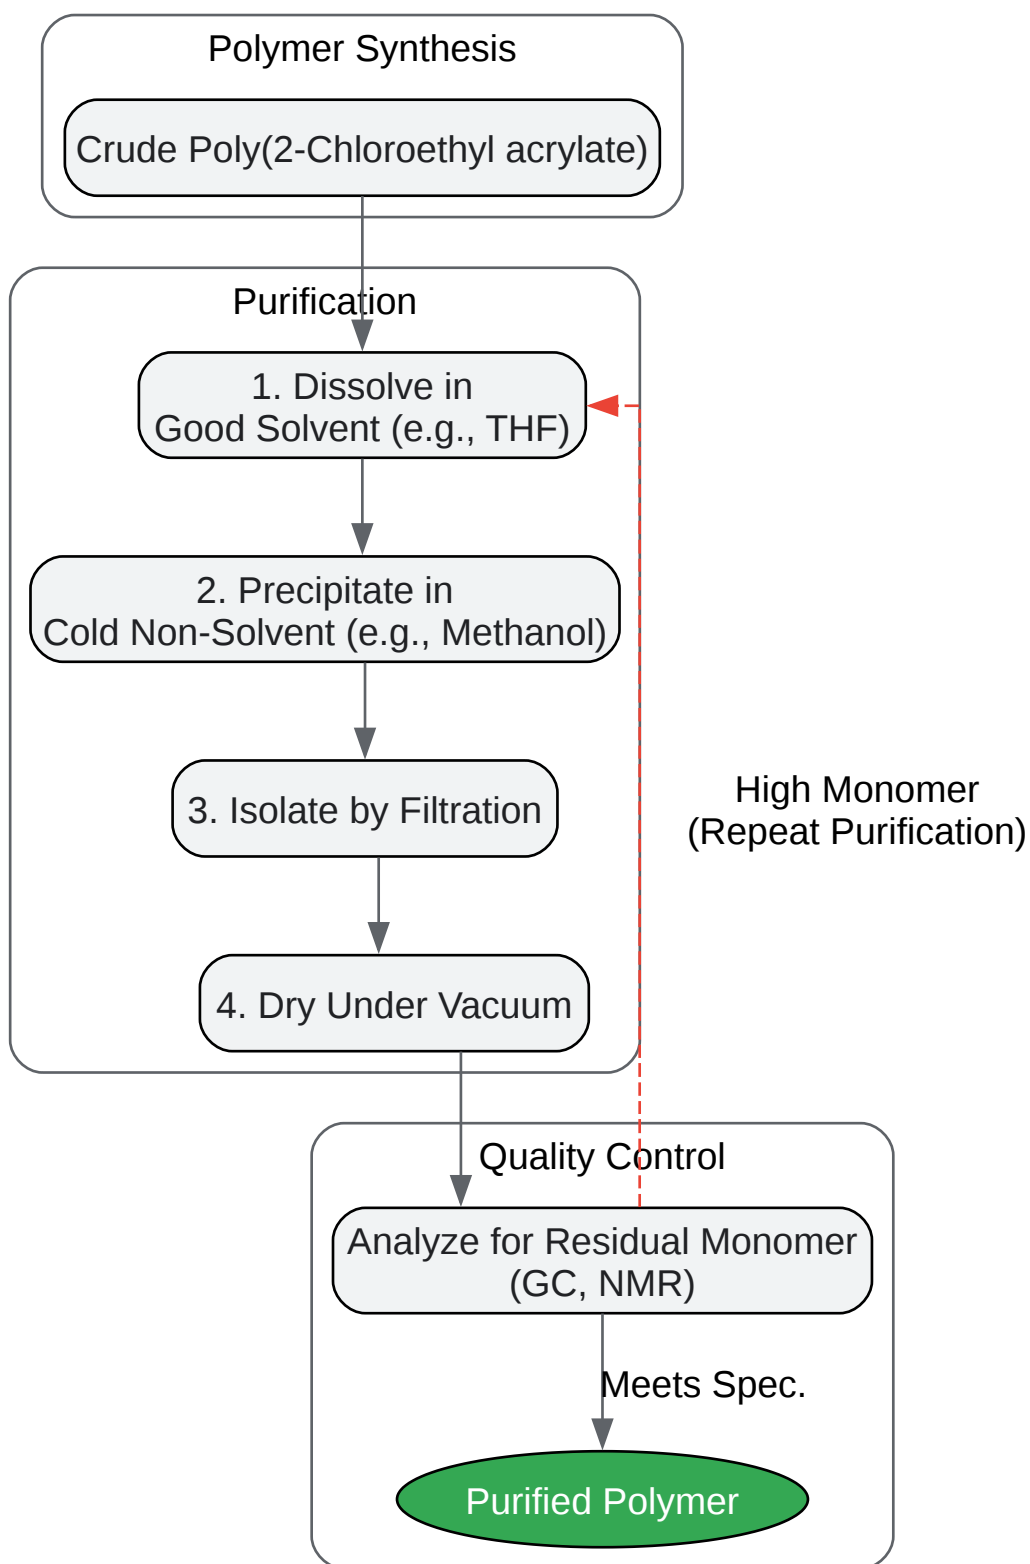 Polymer Synthesis
Crude Poly(2-Chloroethyl acrylate)
Purification
1. Dissolve in
Good Solvent (e.g., THF)
2. Precipitate in
Cold Non-Solvent (e.g., Methanol)
3. Isolate by Filtration
High Monomer
(Repeat Purification)
4. Dry Under Vacuum
Quality Control
Analyze for Residual Monomer
(GC, NMR)
Meets Spec.
Purified Polymer